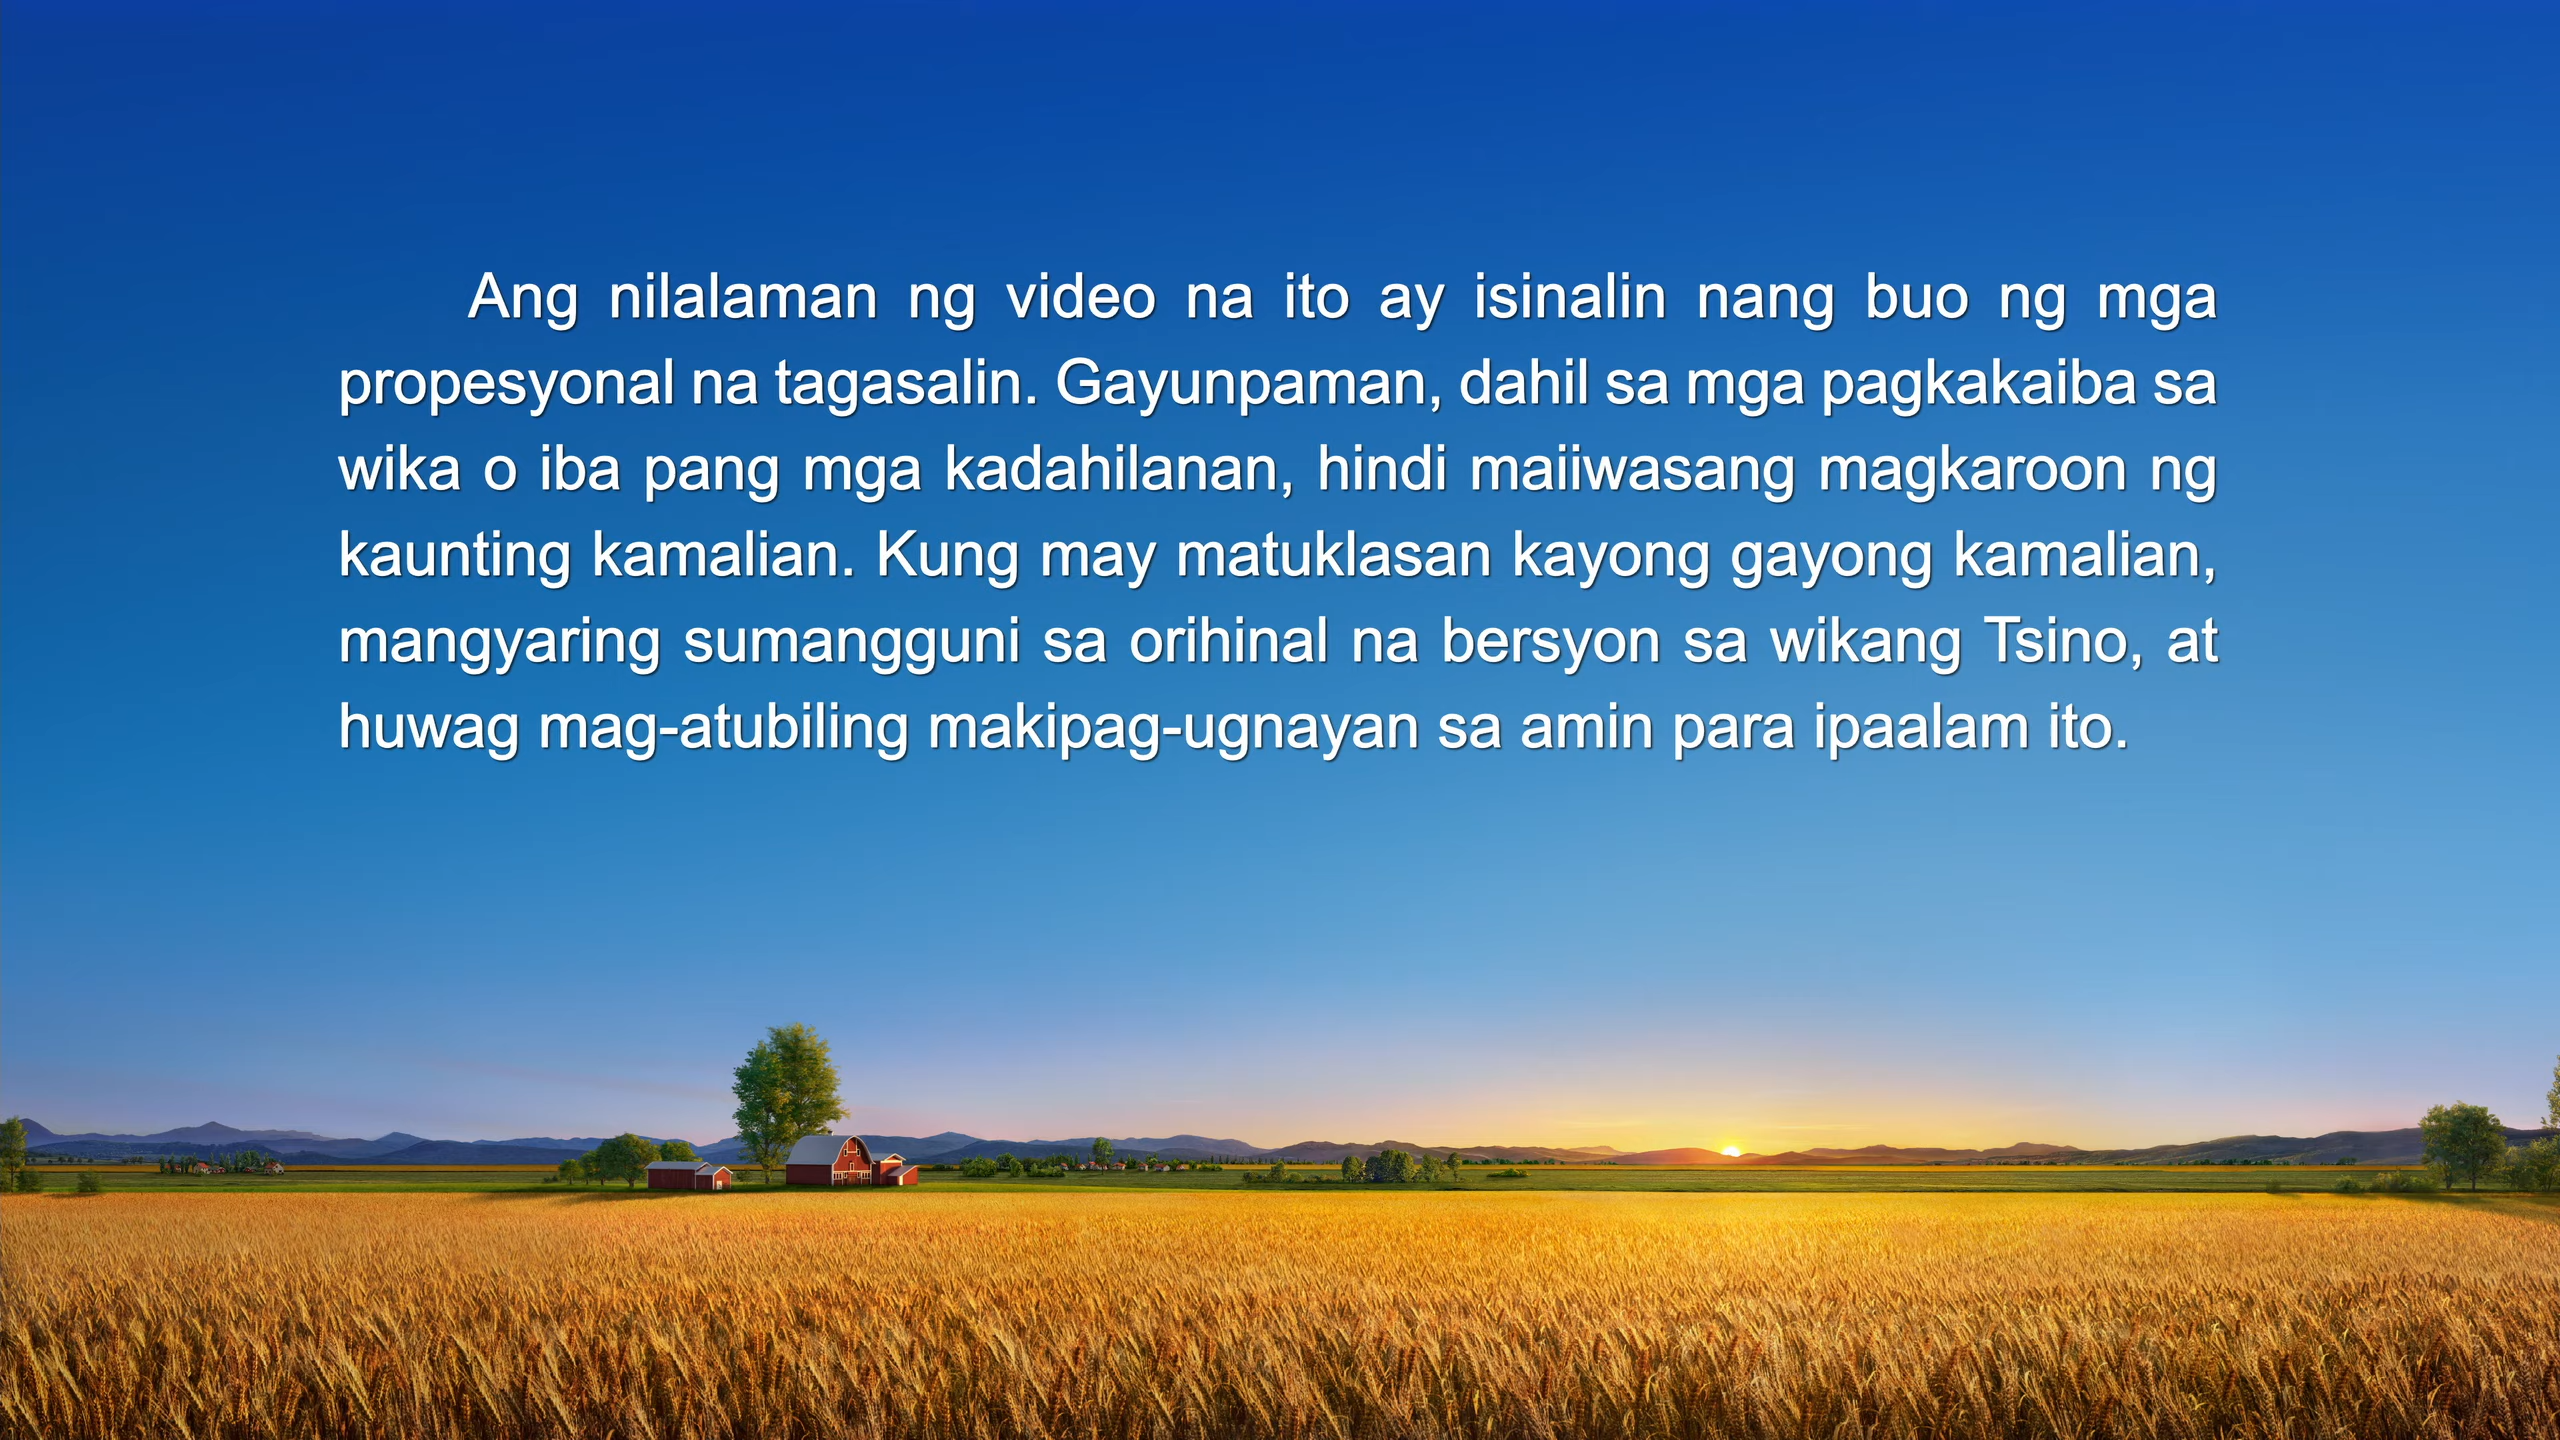 Ang nilalaman ng video na ito ay isinalin nang buo ng mga
propesyonal na tagasalin. Gayunpaman, dahil sa mga pagkakaiba sa
wika o iba pang mga kadahilanan, hindi maiiwasang magkaroon ng
kaunting kamalian. Kung may matuklasan kayong gayong kamalian,
mangyaring sumangguni sa orihinal na bersyon sa wikang Tsino, at
huwag mag-atubiling makipag-ugnayan sa amin para ipaalam ito.